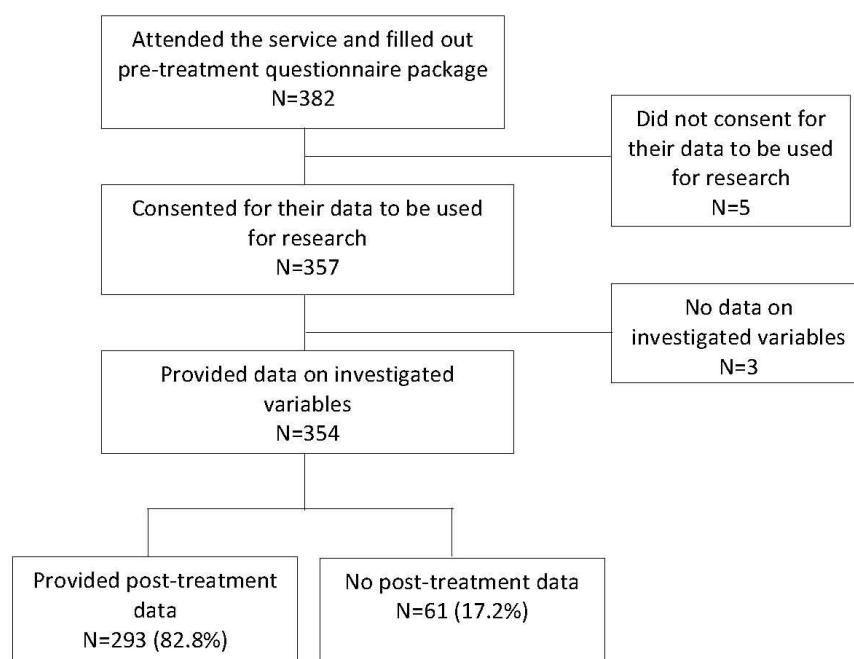 Attended the service and filled out
pre-treatment questionnaire package
N=382
Did not consent for
their data to be used
for research
N=5
Consented for their data to be used
for research
N=357
No data on
investigated variables
N=3
Provided data on investigated
variables
N=354
Provided post-treatment
data
N=293 (82.8%)
No post-treatment data
N=61 (17.2%)